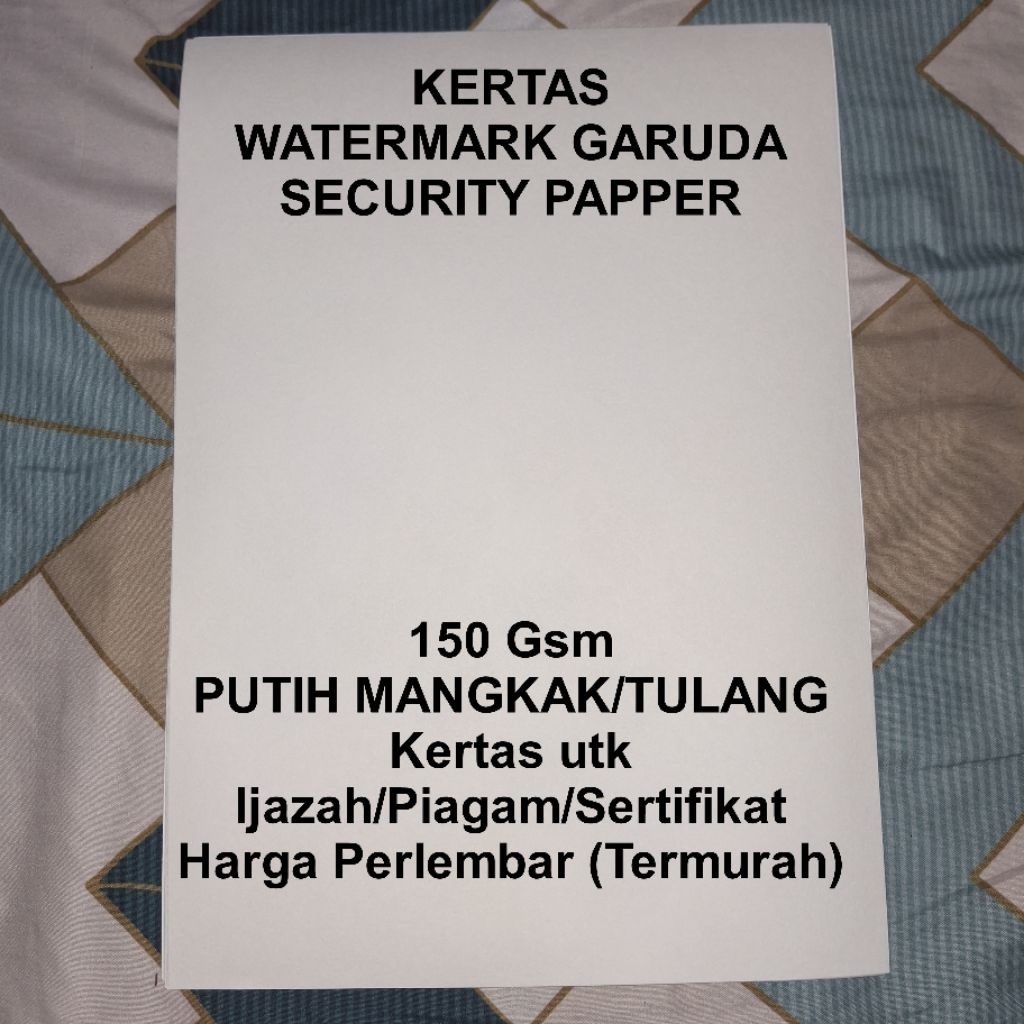 KERTAS
WATERMARK GARUDA
SECURITY PAPPER
150 Gsm
PUTIH MANGKAK/TULANG
Kertas utk
Ijazah/Piagam/Sertifikat
Harga Perlembar (Termurah)